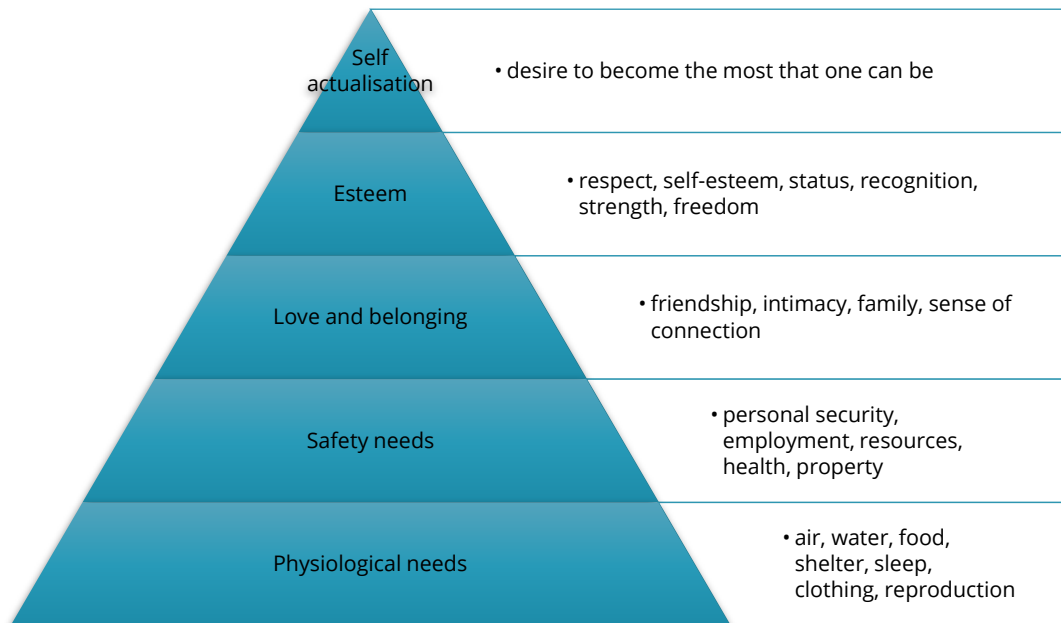 Self
actualisation
• desire to become the most that one can be
Esteem
• respect, self-esteem, status, recognition,
strength, freedom
Love and belonging
• friendship, intimacy, family, sense of
connection
Safety needs
• personal security,
employment, resources,
health, property
Physiological needs
• air, water, food,
shelter, sleep,
clothing, reproduction